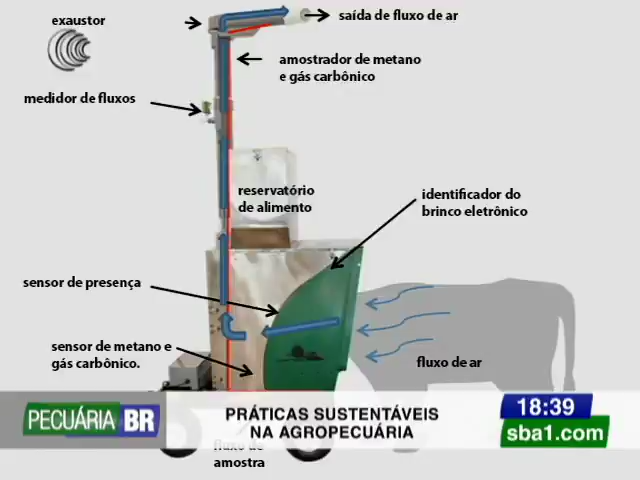 exaustor
saída de fluxo de ar
amostrador de metano
e gás carbônico
medidor de fluxos
reservatório
de alimento
identificador do
brinco eletrônico
sensor de presença
sensor de metano e
gás carbônico.
fluxo de ar
PECUÁRIA BR
PRÁTICAS SUSTENTÁVEIS
NA AGROPECUÁRIA
18:39
sba1.com
fluxo de
amostra